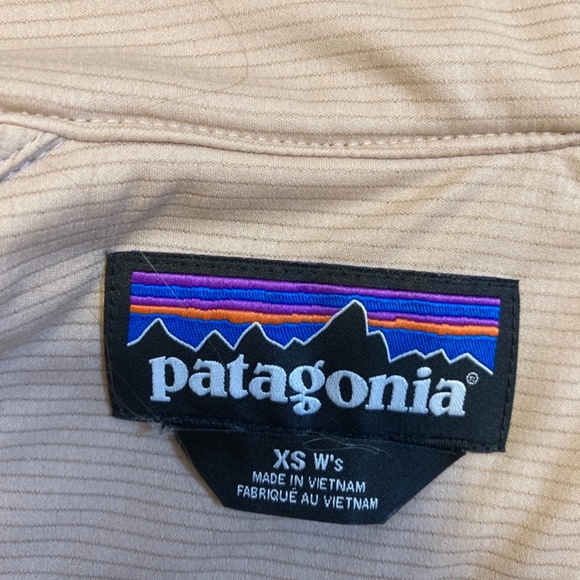 patagonia®
XS W's
MADE IN VIETNAM
FABRIQUÉ AU VIETNAM